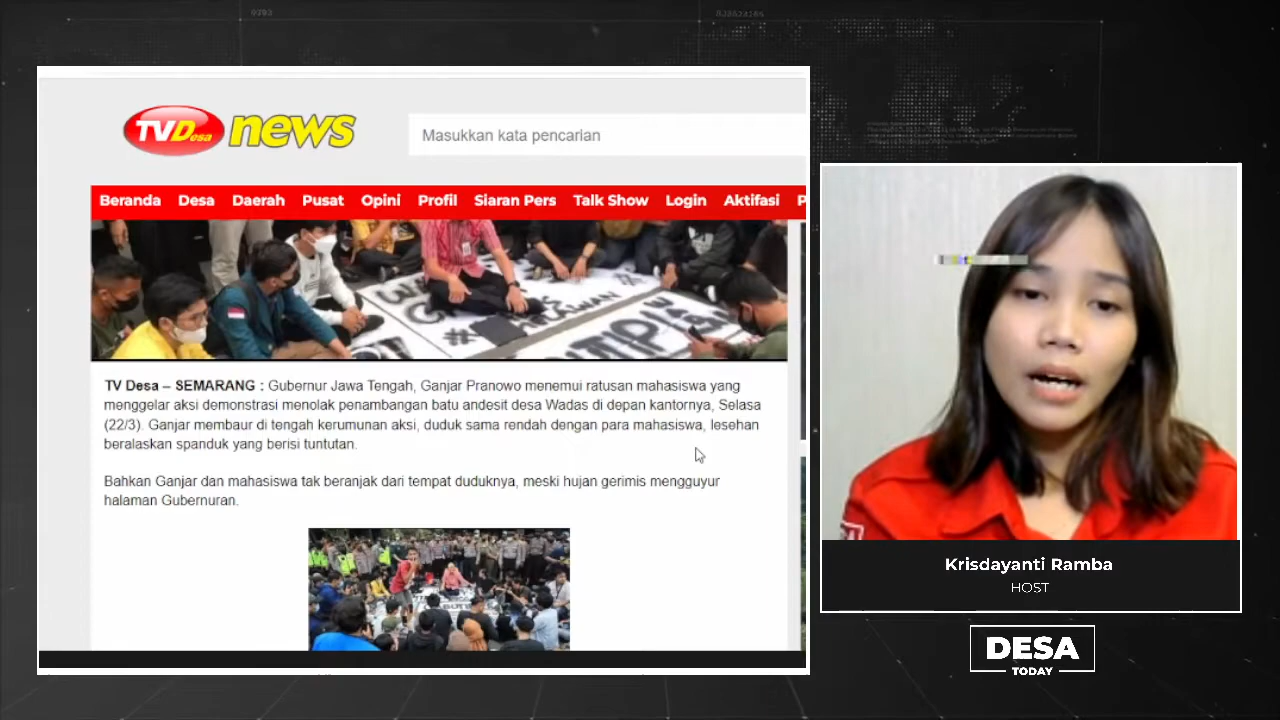 TVDesa news
Masukkan kata pencarian
Beranda Desa Daerah Pusat Opini Profil Siaran Pers Talk Show Login Aktifasi P
TV Desa – SEMARANG : Gubernur Jawa Tengah, Ganjar Pranowo menemui ratusan mahasiswa yang
menggelar aksi demonstrasi menolak penambangan batu andesit desa Wadas di depan kantornya, Selasa
(22/3). Ganjar membaur di tengah kerumunan aksi, duduk sama rendah dengan para mahasiswa, lesehan
beralaskan spanduk yang berisi tuntutan.
Bahkan Ganjar dan mahasiswa tak beranjak dari tempat duduknya, meski hujan gerimis mengguyur
halaman Gubernuran.
Krisdayanti Ramba
HOST
DESA
TODAY